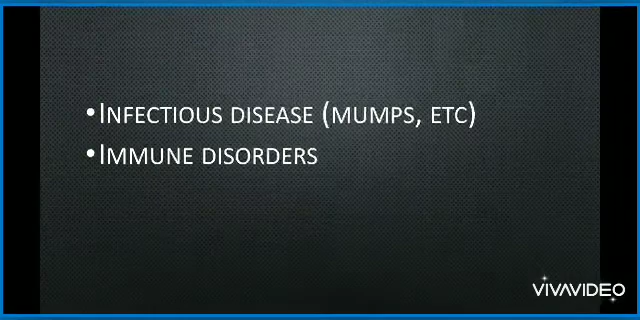 •Infectious disease (mumps, etc)
•Immune disorders
VIVAVIDEO